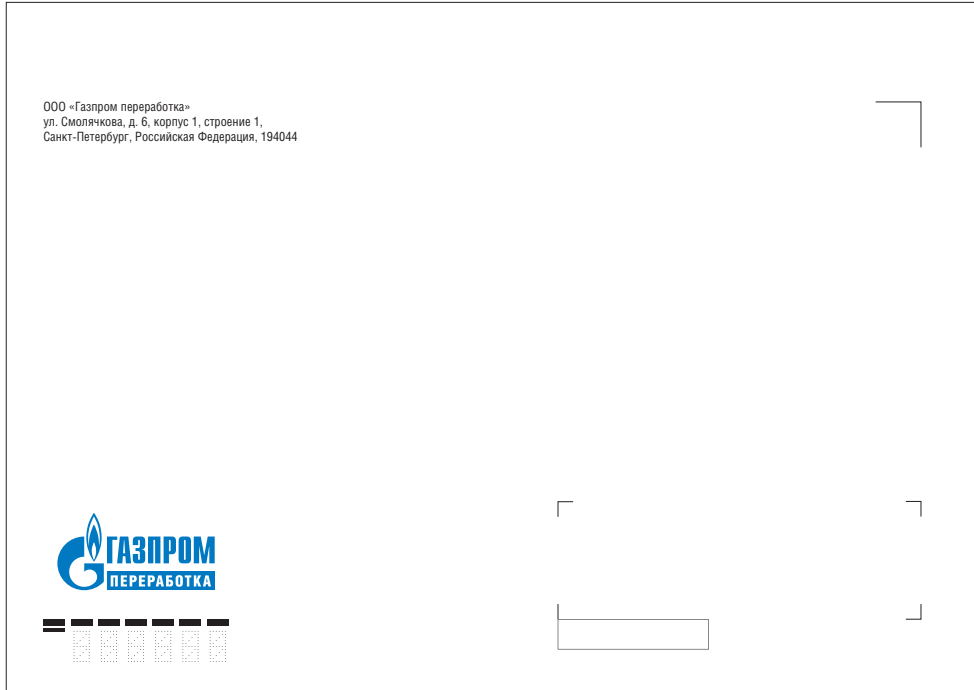 ООО «Газпром переработка»
ул. Смолячкова, д. 6, корпус 1, строение 1,
Санкт-Петербург, Российская Федерация, 194044
ГАЗПРОМ
ПЕРЕРАБОТКА